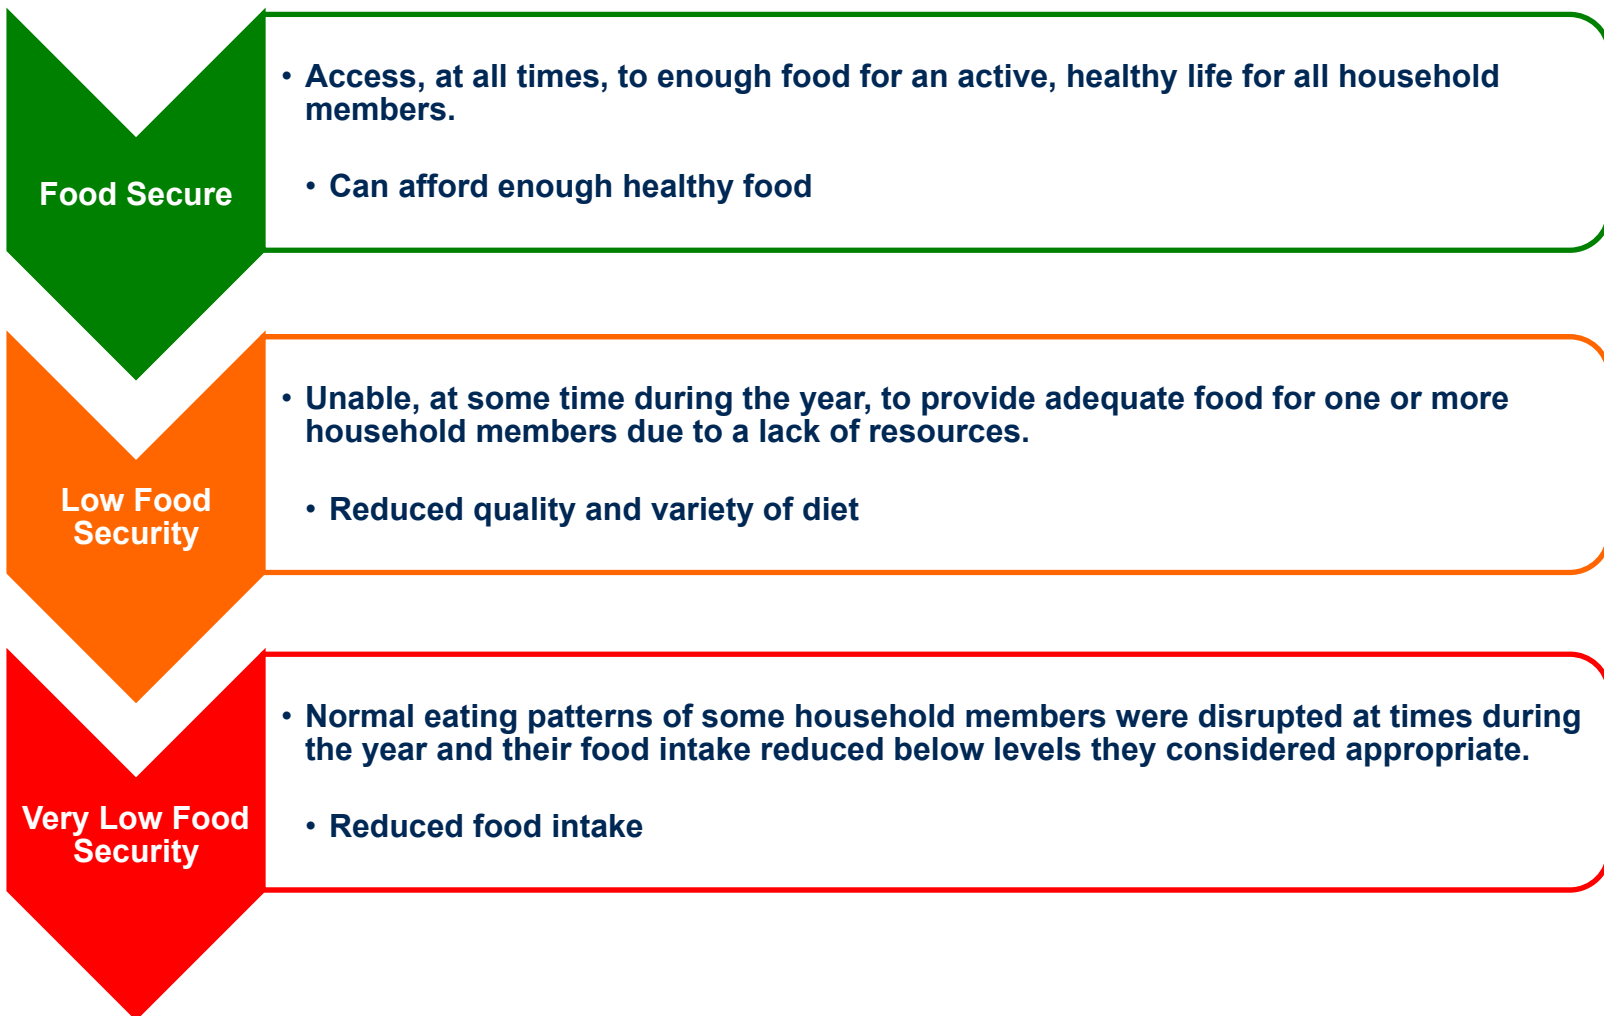 Food Secure
• Access, at all times, to enough food for an active, healthy life for all household
members.
• Can afford enough healthy food
Low Food
Security
• Unable, at some time during the year, to provide adequate food for one or more
household members due to a lack of resources.
• Reduced quality and variety of diet
Very Low Food
Security
• Normal eating patterns of some household members were disrupted at times during
the year and their food intake reduced below levels they considered appropriate.
• Reduced food intake